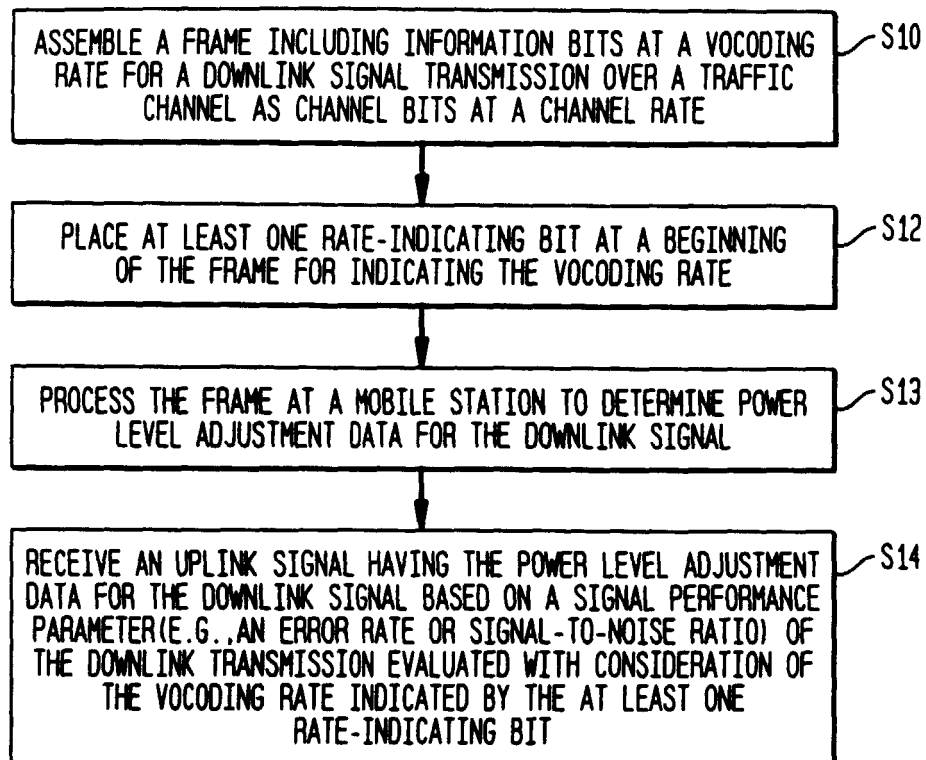 ASSEMBLE A FRAME INCLUDING INFORMATION BITS AT A VOCODING
RATE FOR A DOWNLINK SIGNAL TRANSMISSION OVER A TRAFFIC
CHANNEL AS CHANNEL BITS AT A CHANNEL RATE
S10
PLACE AT LEAST ONE RATE-INDICATING BIT AT A BEGINNING
OF THE FRAME FOR INDICATING THE VOCODING RATE
S12
PROCESS THE FRAME AT A MOBILE STATION TO DETERMINE POWER
LEVEL ADJUSTMENT DATA FOR THE DOWNLINK SIGNAL
S13
RECEIVE AN UPLINK SIGNAL HAVING THE POWER LEVEL ADJUSTMENT
DATA FOR THE DOWNLINK SIGNAL BASED ON A SIGNAL PERFORMANCE
PARAMETER(E.G.,AN ERROR RATE OR SIGNAL-TO-NOISE RATIO) OF
THE DOWNLINK TRANSMISSION EVALUATED WITH CONSIDERATION OF
THE VOCODING RATE INDICATED BY THE AT LEAST ONE
RATE-INDICATING BIT
S14